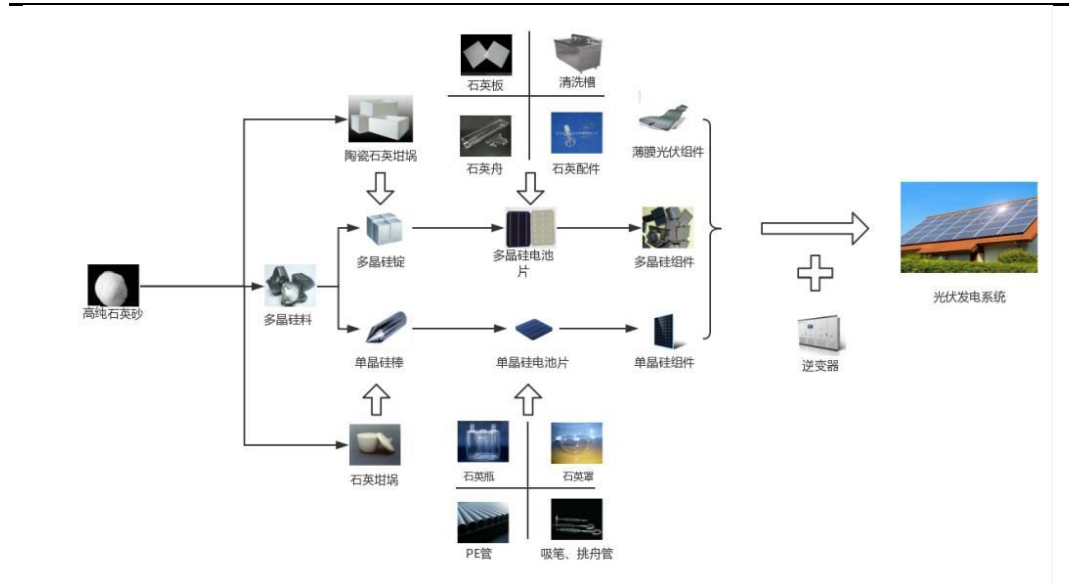 石英板
清洗槽
石英舟
石英配件
陶瓷石英坩埚
薄膜光伏组件
多晶硅锭
多晶硅电池
片
多晶硅组件
高纯石英砂
多晶硅料
光伏发电系统
单晶硅棒
单晶硅电池片
单晶硅组件
逆变器
石英坩埚
石英瓶
石英罩
PE管
吸笔、挑舟管